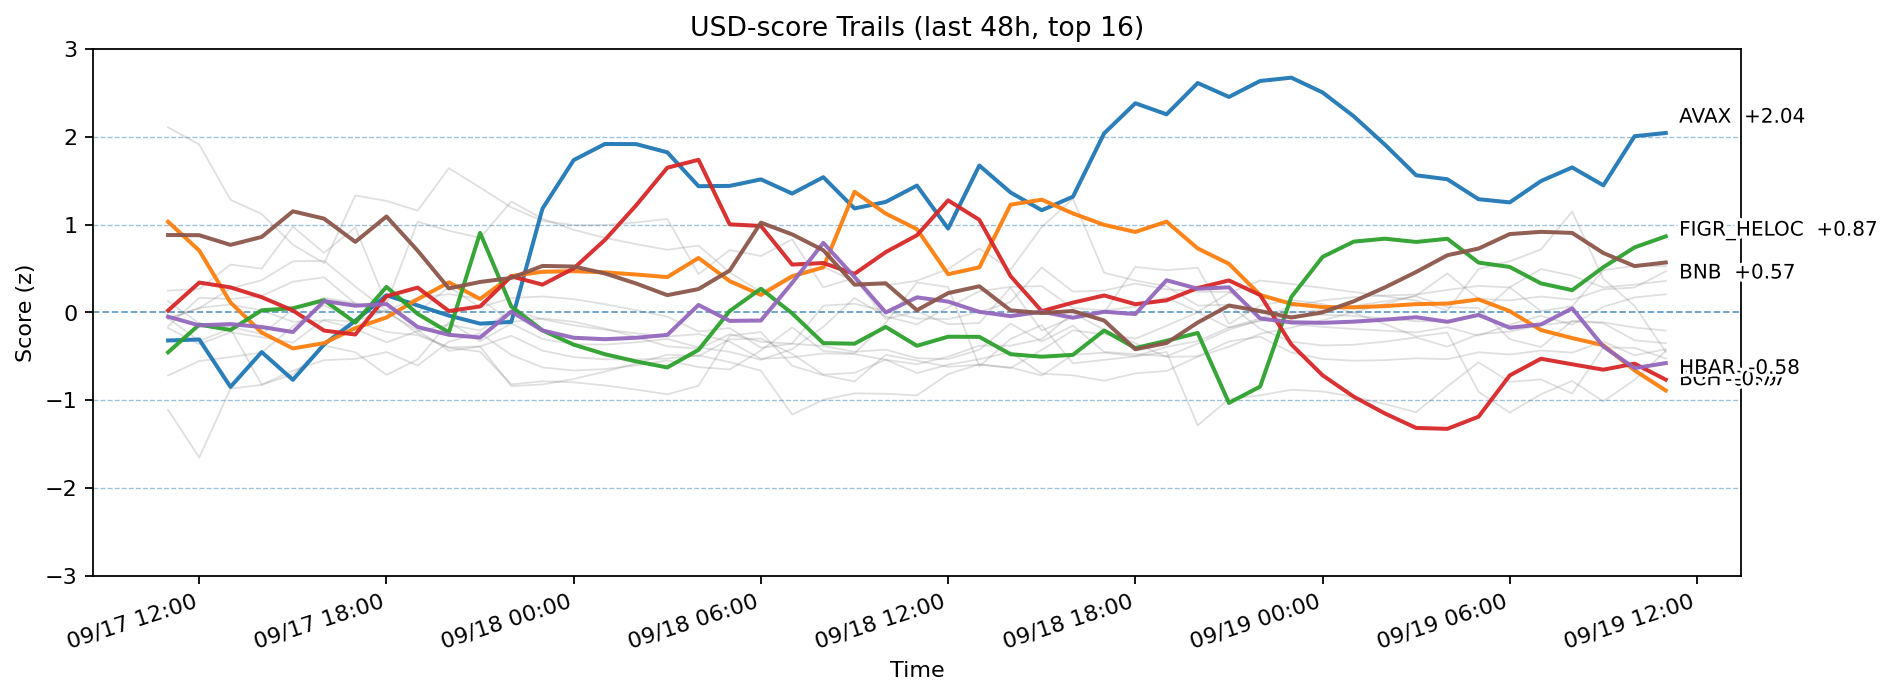 USD-score Trails (last 48h, top 16)
Score (z)
3
2
1
0
−1
−2
−3
AVAX +2.04
FIGR_HELOC +0.87
BNB +0.57
HBAR -0.58
BCH
09/17 12:00
09/17 18:00
09/18 00:00
09/18 06:00
09/18 12:00
09/18 18:00
09/19 00:00
09/19 06:00
09/19 12:00
Time